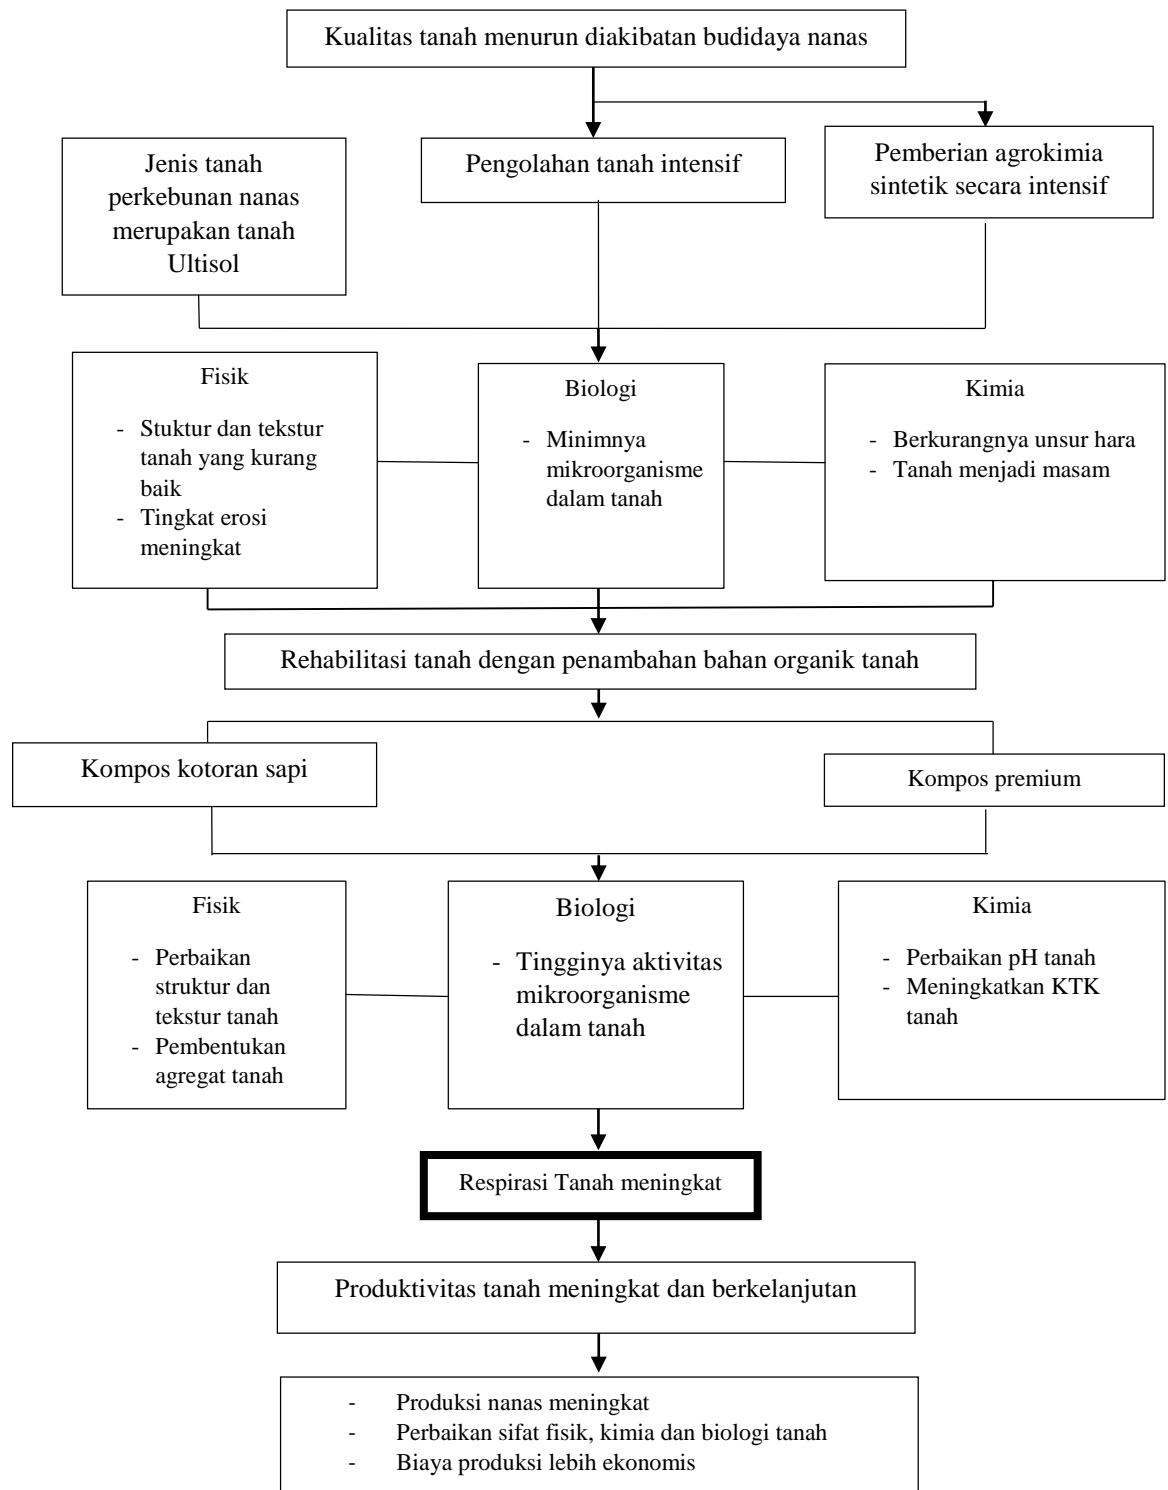 Kualitas tanah menurun diakibatan budidaya nanas
Jenis tanah
perkebunan nanas
merupakan tanah
Ultisol
Pengolahan tanah intensif
Pemberian agrokimia
sintetik secara intensif
Fisik
- Stuktur dan tekstur
tanah yang kurang
baik
- Tingkat erosi
meningkat
Biologi
- Minimnya
mikroorganisme
dalam tanah
Kimia
- Berkurangnya unsur hara
- Tanah menjadi masam
Rehabilitasi tanah dengan penambahan bahan organik tanah
Kompos kotoran sapi
Kompos premium
Fisik
- Perbaikan
struktur dan
tekstur tanah
- Pembentukan
agregat tanah
Biologi
- Tingginya aktivitas
mikroorganisme
dalam tanah
Kimia
- Perbaikan pH tanah
- Meningkatkan KTK
tanah
Respirasi Tanah meningkat
Produktivitas tanah meningkat dan berkelanjutan
- Produksi nanas meningkat
- Perbaikan sifat fisik, kimia dan biologi tanah
- Biaya produksi lebih ekonomis